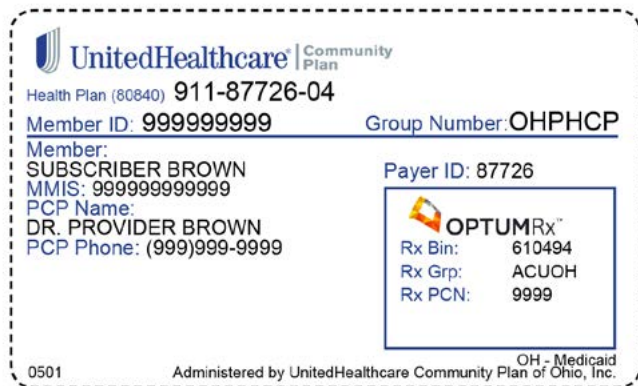 UnitedHealthcare® Community Plan
Health Plan (80840) 911-87726-04
Member ID: 999999999 Group Number: OHPHCP
Member:
SUBSCRIBER BROWN
MMIS: 999999999999
PCP Name:
DR. PROVIDER BROWN
PCP Phone: (999)999-9999
Payer ID: 87726
OPTUMRx™
Rx Bin: 610494
Rx Grp: ACUOH
Rx PCN: 9999
OH - Medicaid
0501 Administered by UnitedHealthcare Community Plan of Ohio, Inc.